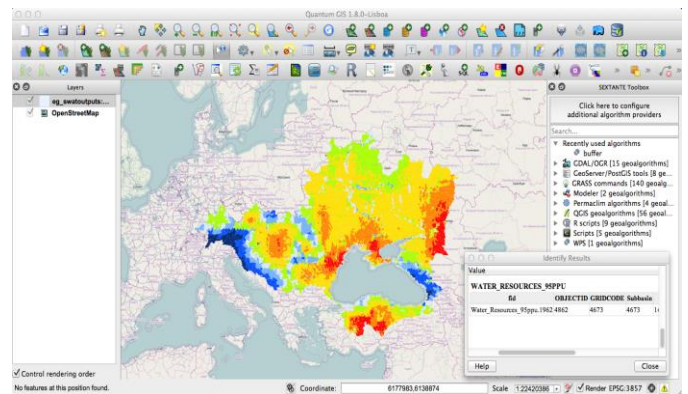 Quantum GIS 1.8.0-Lisboa
Layers
eg_swatoutputs:...
OpenStreetMap
SEXTANTE Toolbox
Click here to configure
additional algorithm providers
Search...
Recently used algorithms
buffer
GDAL/OGR [15 geoalgorithms]
GeoServer/PostGIS tools [8 ge...
GRASS commands [140 geoalg...
Modeler [2 geoalgorithms]
Permaclim algorithms [4 geoal...
QGIS geoalgorithms [56 geoal...
R scripts [9 geoalgorithms]
Scripts [5 geoalgorithms]
WPS [1 geoalgorithms]
Identify Results
Value
WATER_RESOURCES_95PPU
fid OBJECTID GRIDCODE Subbasin
Water_Resources_95ppu.1962 4862 4673 4673
Help Close
Control rendering order
No features at this position found.
Coordinate: 6177983,6138874 Scale 1:22420386 Render EPSG:3857